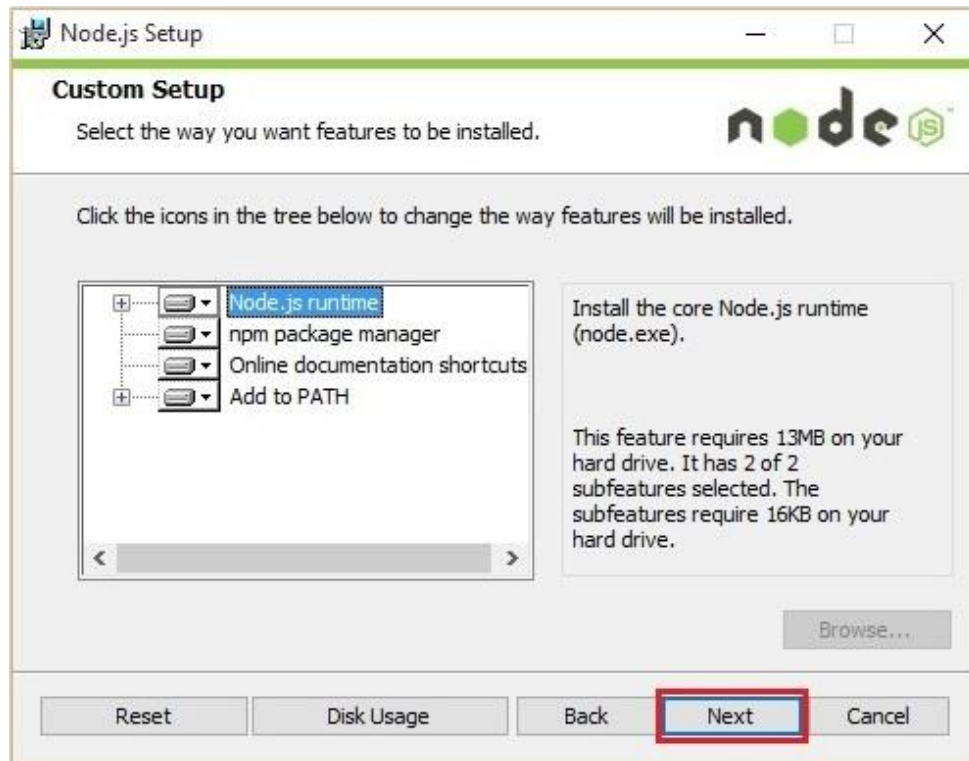 Node.js Setup
Custom Setup
Select the way you want features to be installed.
node JS
Click the icons in the tree below to change the way features will be installed.
Node.js runtime
npm package manager
Online documentation shortcuts
Add to PATH
Install the core Node.js runtime
(node.exe).
This feature requires 13MB on your
hard drive. It has 2 of 2
subfeatures selected. The
subfeatures require 16KB on your
hard drive.
Browse...
Reset
Disk Usage
Back
Next
Cancel